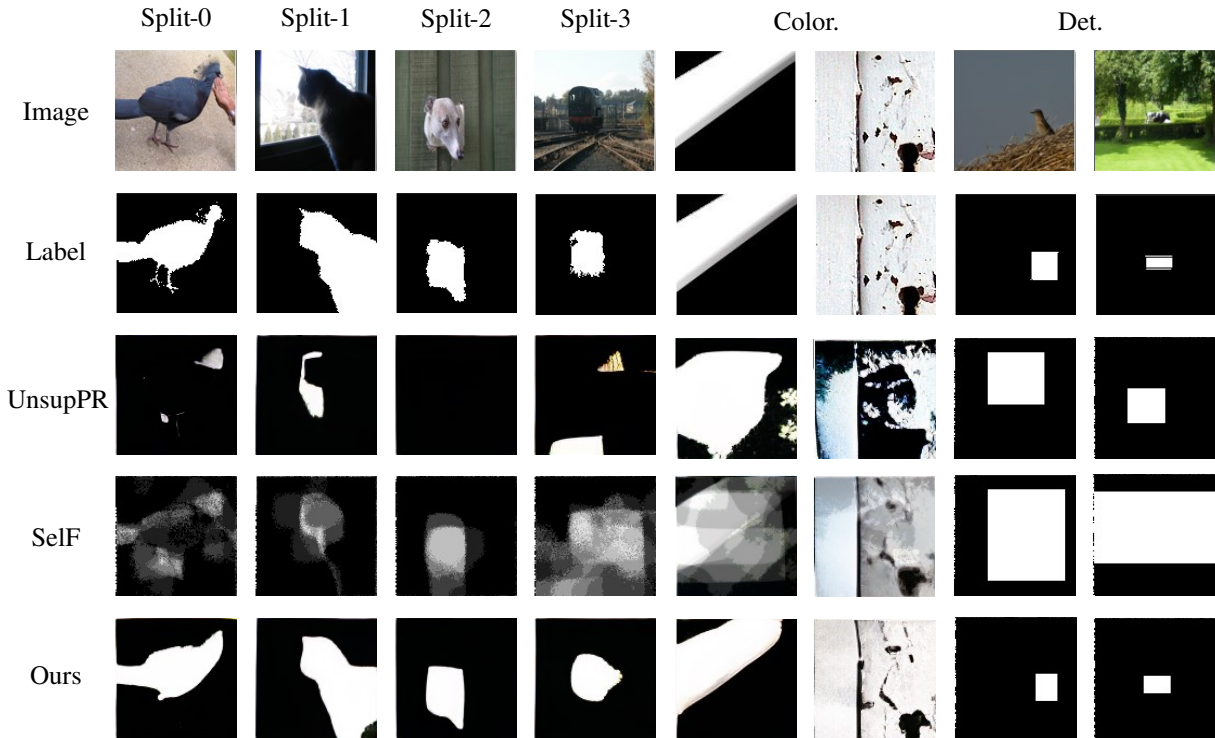 Split-0 Split-1 Split-2 Split-3 Color. Det.
Image
Label
UnsupPR
SelF
Ours